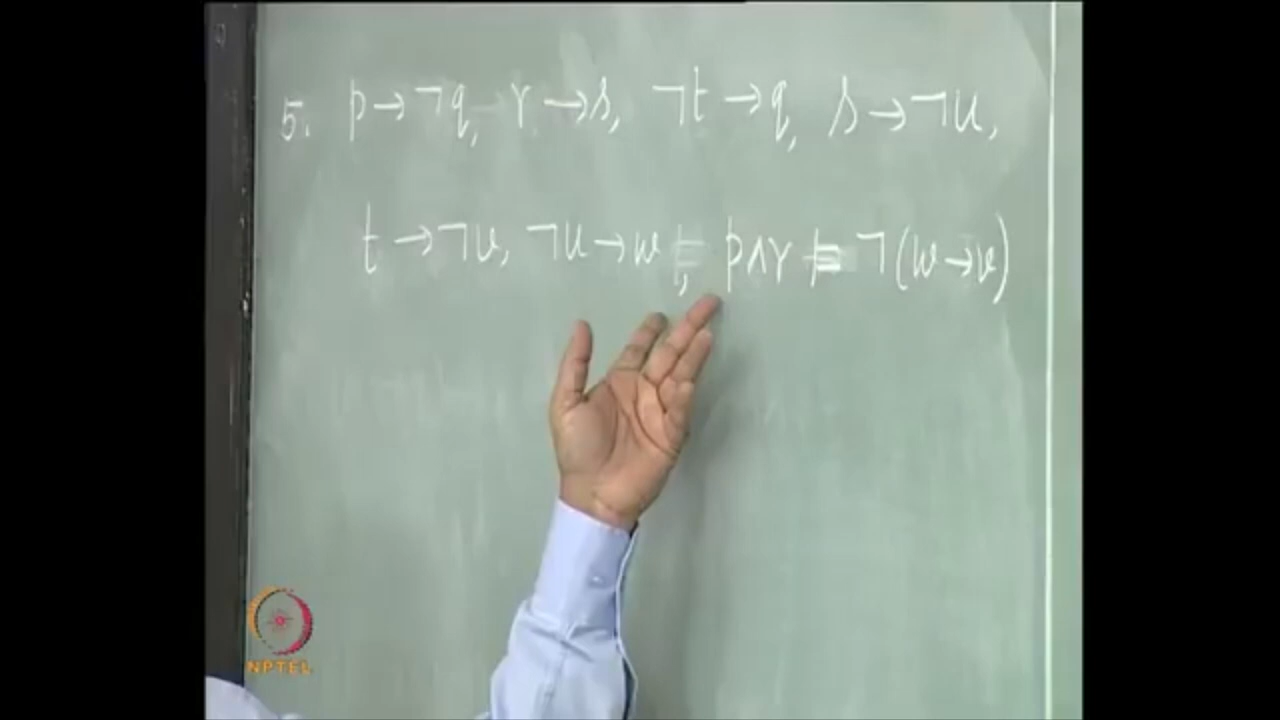 5. p→¬q, r→s, ¬t→q, s→¬u,
t→¬v, ¬u→w, p∧r ⊨ ¬(w→v)
NPTEL